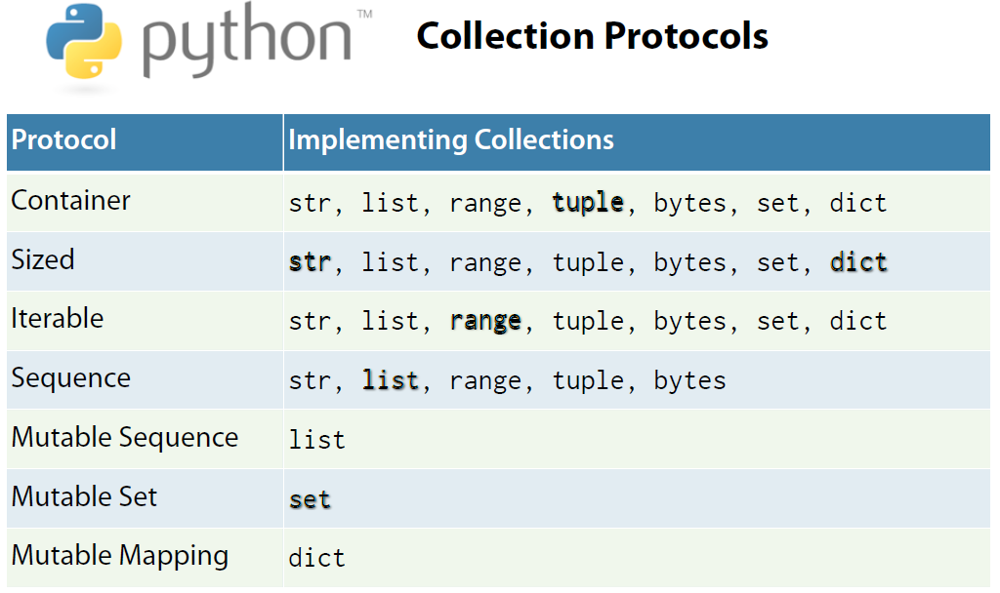 python™ Collection Protocols
Protocol Implementing Collections
Container str, list, range, tuple, bytes, set, dict
Sized str, list, range, tuple, bytes, set, dict
Iterable str, list, range, tuple, bytes, set, dict
Sequence str, list, range, tuple, bytes
Mutable Sequence list
Mutable Set set
Mutable Mapping dict